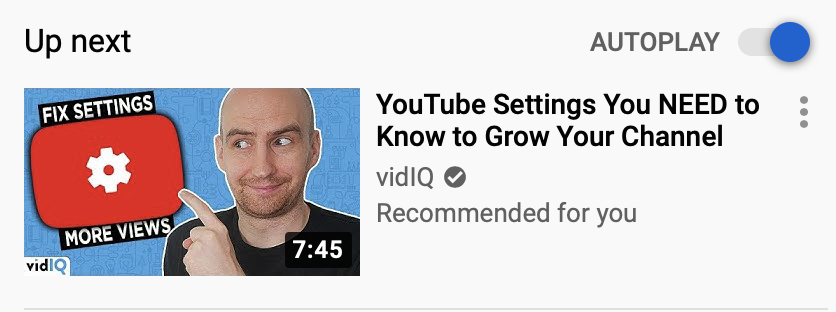 Up next
AUTOPLAY
FIX SETTINGS
MORE VIEWS
vidIQ
7:45
YouTube Settings You NEED to
Know to Grow Your Channel
vidIQ
Recommended for you